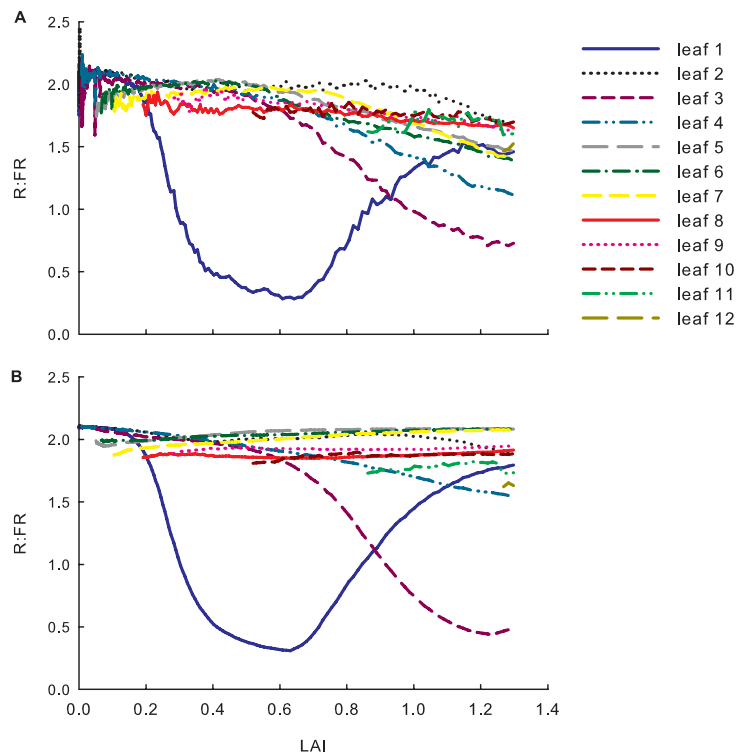 A
2.5
2.0
1.5
1.0
0.5
0.0
R:FR
leaf 1
leaf 2
leaf 3
leaf 4
leaf 5
leaf 6
leaf 7
leaf 8
leaf 9
leaf 10
leaf 11
leaf 12
B
2.5
2.0
1.5
1.0
0.5
0.0
R:FR
0.0 0.2 0.4 0.6 0.8 1.0 1.2 1.4
LAI